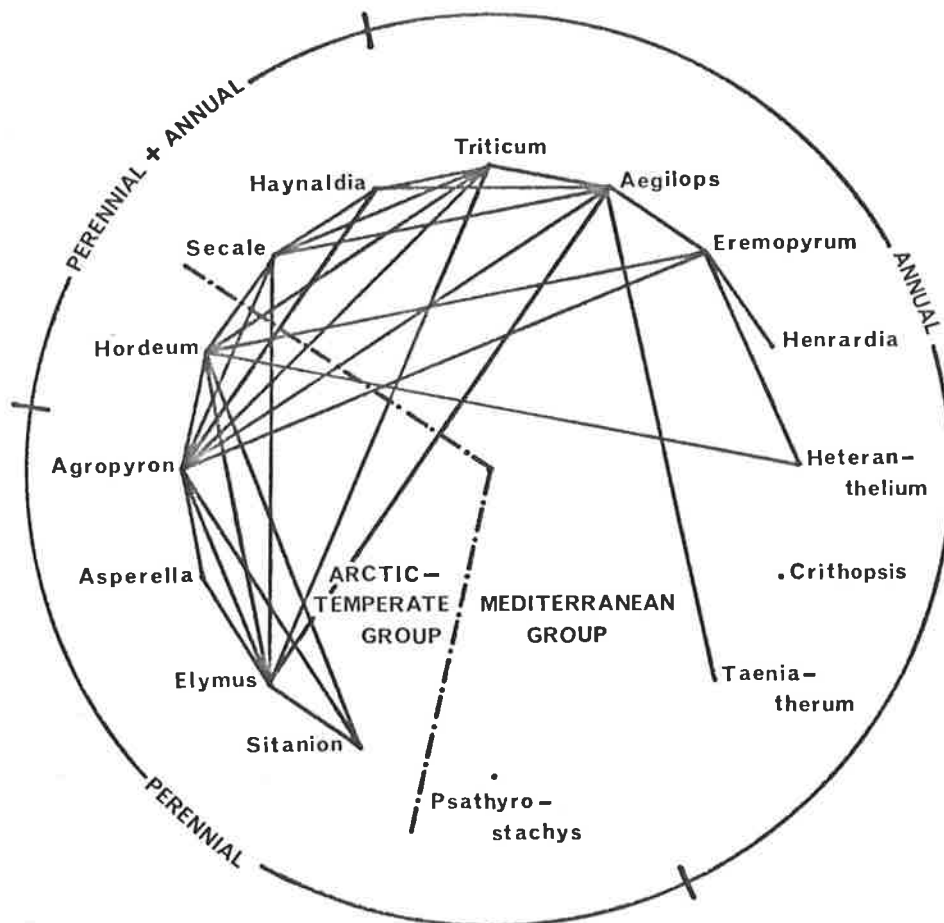 PERENNIAL + ANNUAL
ANNUAL
PERENNIAL
Triticum
Haynaldia
Aegilops
Secale
Eremopyrum
Hordeum
Henrardia
Agropyron
Heteran–
thelium
Asperella
Crithopsis
ARCTIC–
TEMPERATE
GROUP
MEDITERRANEAN
GROUP
Elymus
Taenia–
therum
Sitanion
Psathyro–
stachys